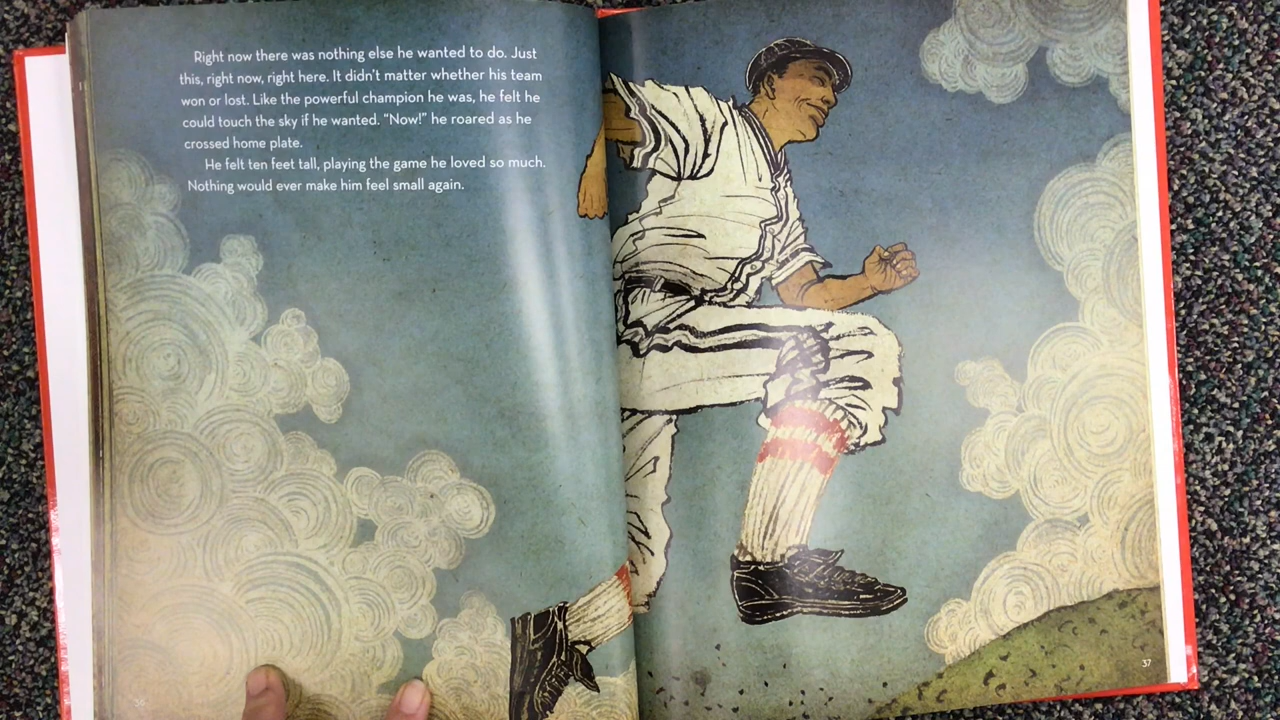 Right now there was nothing else he wanted to do. Just
this, right now, right here. It didn't matter whether his team
won or lost. Like the powerful champion he was, he felt he
could touch the sky if he wanted. “Now!” he roared as he
crossed home plate.
He felt ten feet tall, playing the game he loved so much.
Nothing would ever make him feel small again.
36
37